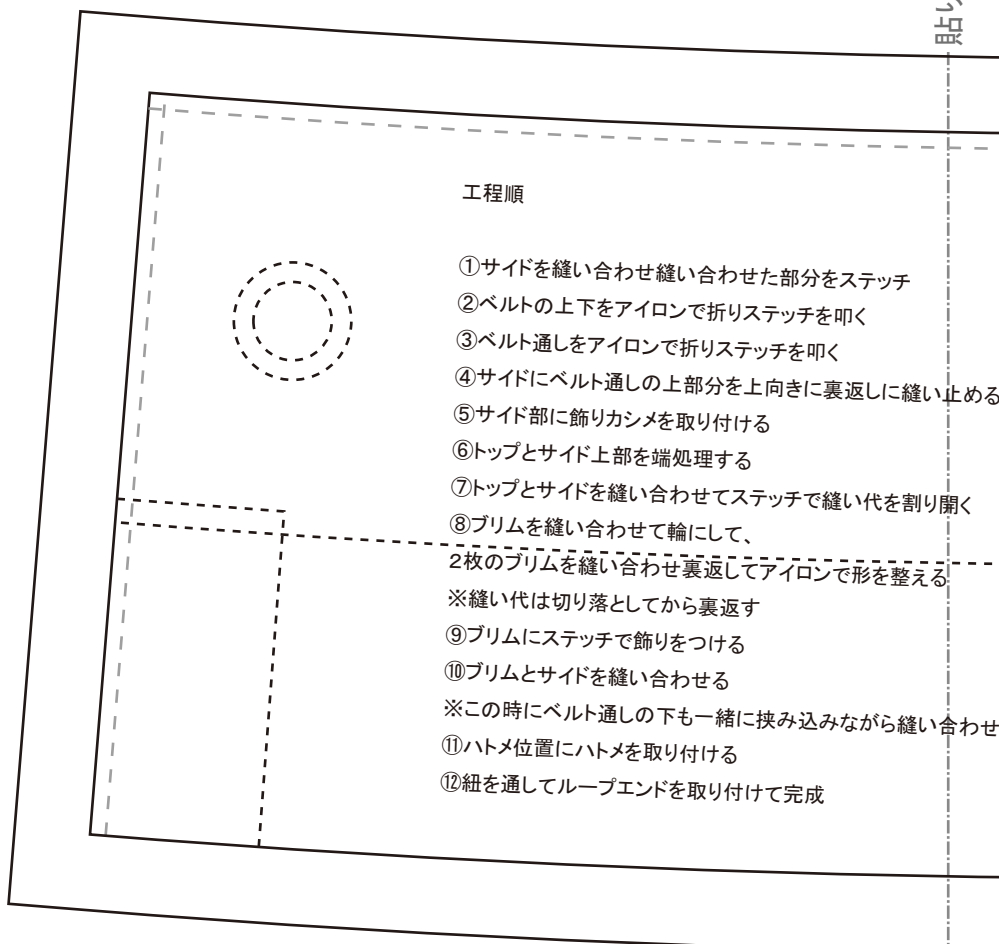 貼
工程順
①サイドを縫い合わせ縫い合わせた部分をステッチ
②ベルトの上下をアイロンで折りステッチを叩く
③ベルト通しをアイロンで折りステッチを叩く
④サイドにベルト通しの上部分を上向きに裏返しに縫い止める
⑤サイド部に飾りカシメを取り付ける
⑥トップとサイド上部を端処理する
⑦トップとサイドを縫い合わせてステッチで縫い代を割り開く
⑧ブリムを縫い合わせて輪にして、
2枚のブリムを縫い合わせ裏返してアイロンで形を整える
※縫い代は切り落としてから裏返す
⑨ブリムにステッチで飾りをつける
⑩ブリムとサイドを縫い合わせる
※この時にベルト通しの下も一緒に挟み込みながら縫い合わせ
⑪ハトメ位置にハトメを取り付ける
⑫紐を通してループエンドを取り付けて完成